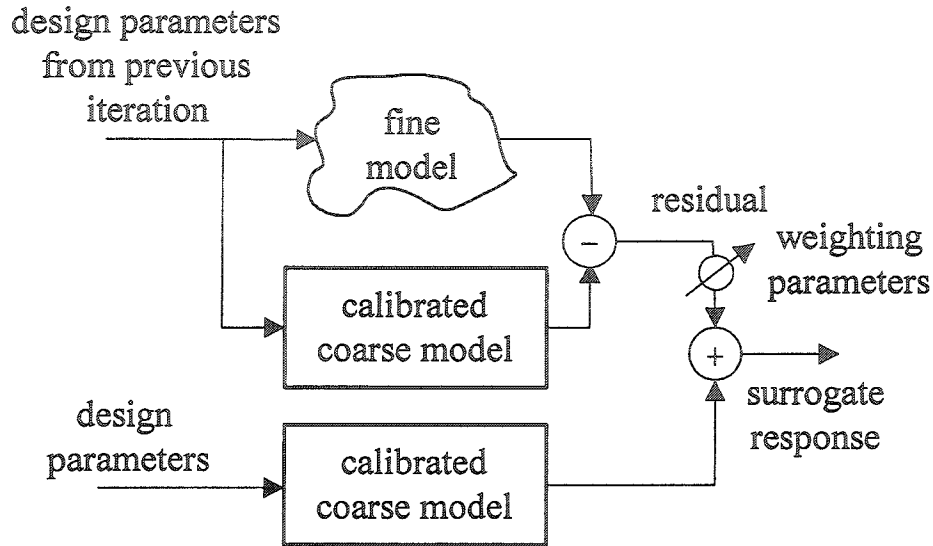 design parameters
from previous
iteration
fine
model
residual
−
weighting
parameters
calibrated
coarse model
+
surrogate
response
design
parameters
calibrated
coarse model